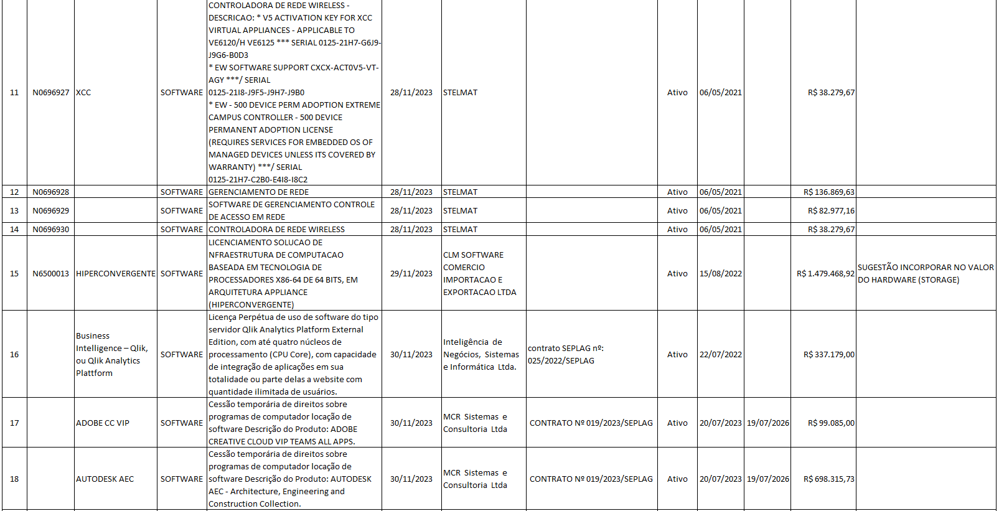 CONTROLADORA DE REDE WIRELESS -
DESCRICAO: * V5 ACTIVATION KEY FOR XCC
VIRTUAL APPLIANCES - APPLICABLE TO
VE6120/H VE6125 *** SERIAL 0125-21H7-G6J9-
J9G6-B0D3
* EW SOFTWARE SUPPORT CXCX-ACT0V5-VT-
AGY ***/ SERIAL
0125-21I8-J9F5-J9H7-J9B0
* EW - 500 DEVICE PERM ADOPTION EXTREME
CAMPUS CONTROLLER - 500 DEVICE
PERMANENT ADOPTION LICENSE
(REQUIRES SERVICES FOR EMBEDDED OS OF
MANAGED DEVICES UNLESS ITS COVERED BY
WARRANTY) ***/ SERIAL
0125-21H7-C2B0-E4I8-I8C2
11 N0696927 XCC SOFTWARE 28/11/2023 STELMAT Ativo 06/05/2021 R$ 38.279,67
12 N0696928 SOFTWARE GERENCIAMENTO DE REDE 28/11/2023 STELMAT Ativo 06/05/2021 R$ 136.869,63
13 N0696929 SOFTWARE
SOFTWARE DE GERENCIAMENTO CONTROLE
DE ACESSO EM REDE
28/11/2023 STELMAT Ativo 06/05/2021 R$ 82.977,16
14 N0696930 SOFTWARE CONTROLADORA DE REDE WIRELESS 28/11/2023 STELMAT Ativo 06/05/2021 R$ 38.279,67
15 N6500013 HIPERCONVERGENTE SOFTWARE
LICENCIAMENTO SOLUCAO DE
NFRAESTRUTURA DE COMPUTACAO
BASEADA EM TECNOLOGIA DE
PROCESSADORES X86-64 DE 64 BITS, EM
ARQUITETURA APPLIANCE
(HIPERCONVERGENTE)
29/11/2023
CLM SOFTWARE
COMERCIO
IMPORTACAO E
EXPORTACAO LTDA
Ativo 15/08/2022 R$ 1.479.468,92
SUGESTÃO INCORPORAR NO VALOR
DO HARDWARE (STORAGE)
16
Business
Intelligence – Qlik,
ou Qlik Analytics
Plattform
SOFTWARE
Licença Perpétua de uso de software do tipo
servidor Qlik Analytics Platform External
Edition, com até quatro núcleos de
processamento (CPU Core), com capacidade
de integração de aplicações em sua
totalidade ou parte delas a website com
quantidade ilimitada de usuários.
30/11/2023
Inteligência de
Negócios, Sistemas
e Informática Ltda.
contrato SEPLAG nº:
025/2022/SEPLAG
Ativo 22/07/2022 R$ 337.179,00
17 ADOBE CC VIP SOFTWARE
Cessão temporária de direitos sobre
programas de computador locação de
software Descrição do Produto: ADOBE
CREATIVE CLOUD VIP TEAMS ALL APPS.
30/11/2023
MCR Sistemas e
Consultoria Ltda
CONTRATO Nº 019/2023/SEPLAG Ativo 20/07/2023 19/07/2026 R$ 99.085,00
18 AUTODESK AEC SOFTWARE
Cessão temporária de direitos sobre
programas de computador locação de
software Descrição do Produto: AUTODESK
AEC - Architecture, Engineering and
Construction Collection.
30/11/2023
MCR Sistemas e
Consultoria Ltda
CONTRATO Nº 019/2023/SEPLAG Ativo 20/07/2023 19/07/2026 R$ 698.315,73